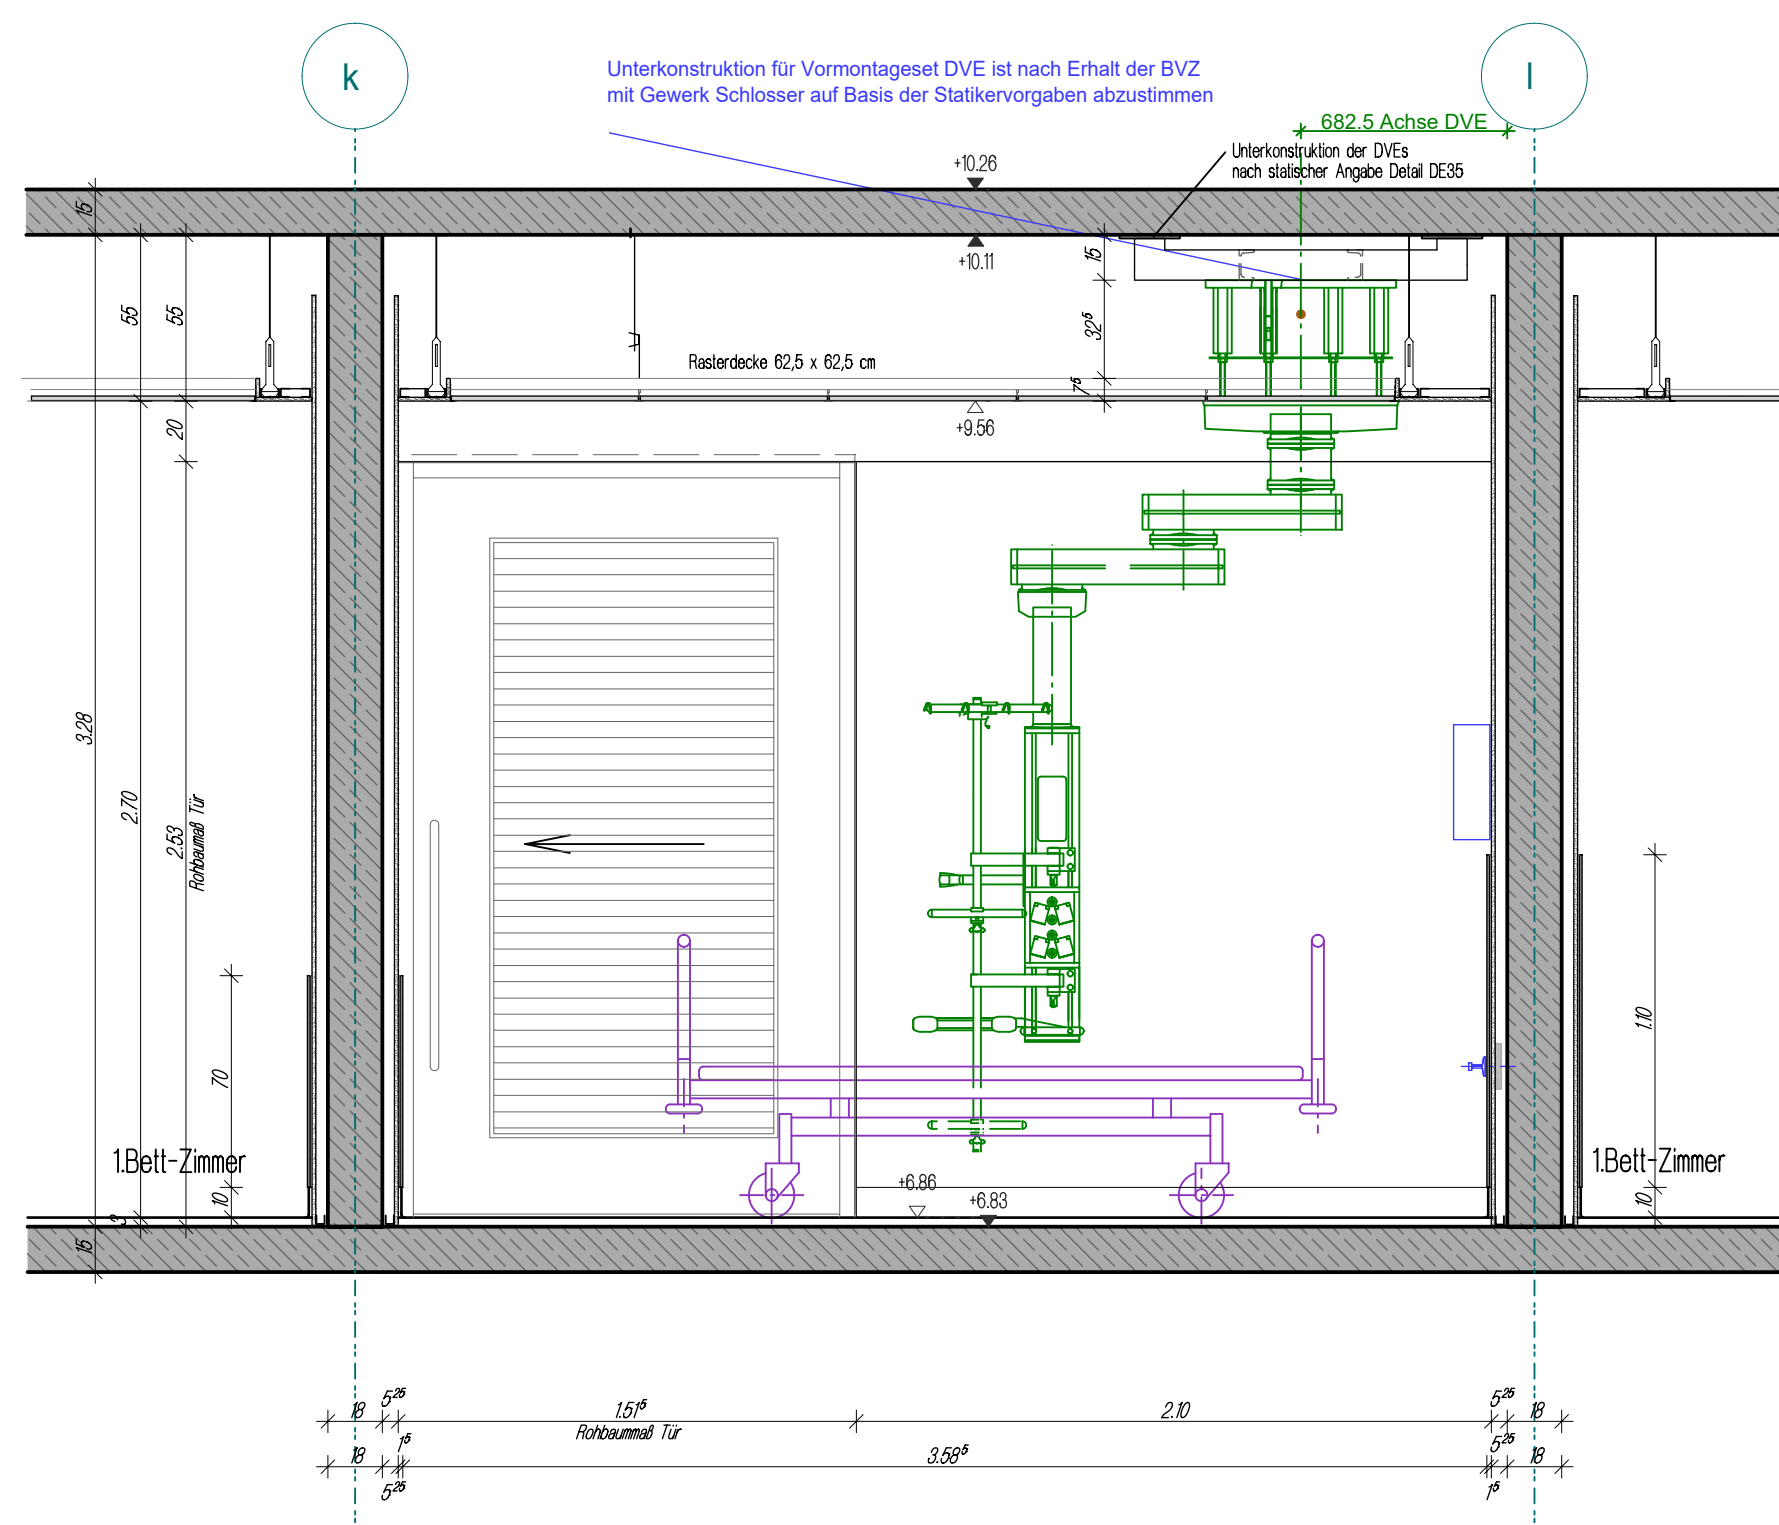 k
l
Unterkonstruktion für Vormontageset DVE ist nach Erhalt der BVZ
mit Gewerk Schlosser auf Basis der Statikervorgaben abzustimmen
682.5 Achse DVE
Unterkonstruktion der DVEs
nach statischer Angabe Detail DE35
+10.26
15
+10.11
15
55
55
32⁵
Rasterdecke 62,5 x 62,5 cm
7⁵
+9.56
20
3.28
2.70
2.53
Rohbaumaß Tür
70
1.10
1.Bett-Zimmer
1.Bett-Zimmer
+6.86
+6.83
10
10
3
15
18
5²⁵
1.51⁵
Rohbaummaß Tür
2.10
5²⁵
18
18
1⁵
5²⁵
3.58⁵
5²⁵
18
1⁵